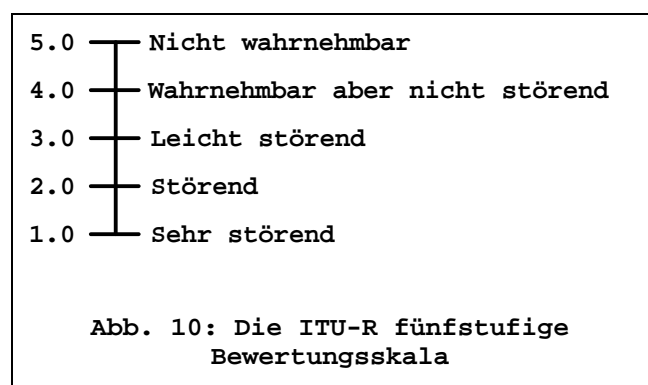 5.0 Nicht wahrnehmbar
4.0 Wahrnehmbar aber nicht störend
3.0 Leicht störend
2.0 Störend
1.0 Sehr störend
Abb. 10: Die ITU-R fünfstufige
Bewertungsskala